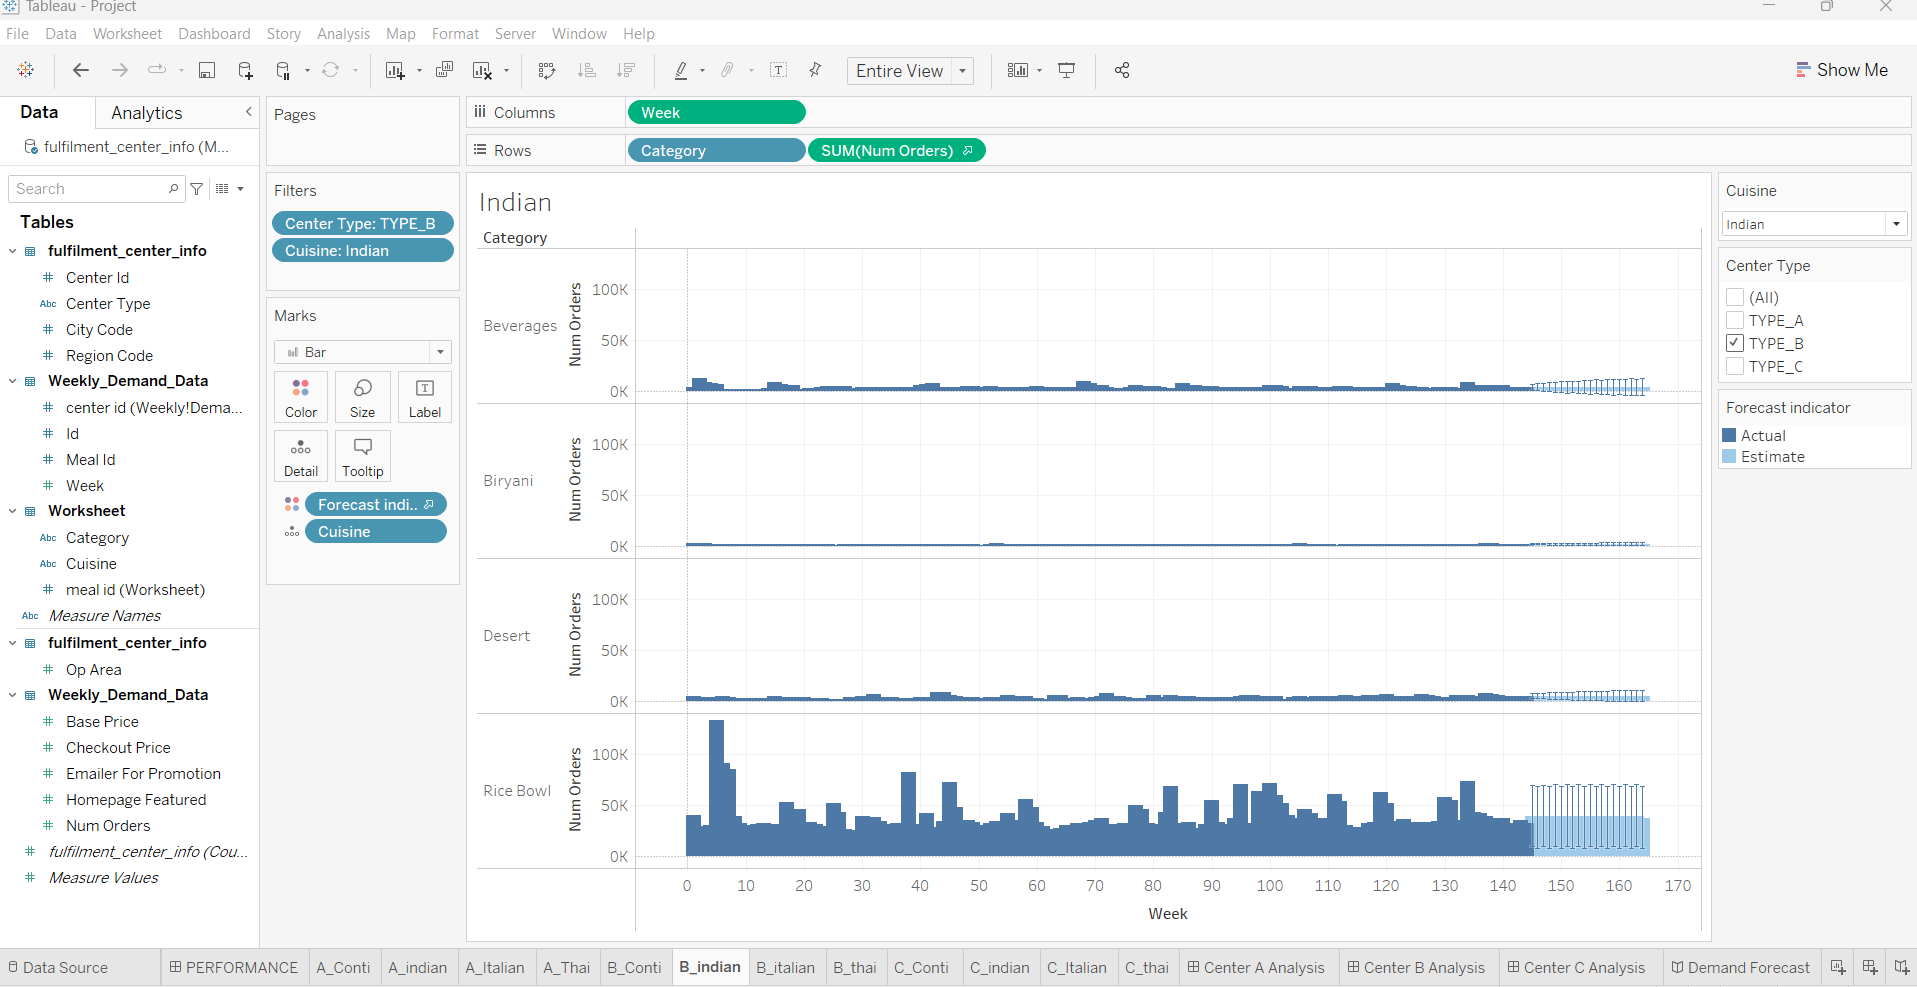 Tableau - Project
File Data Worksheet Dashboard Story Analysis Map Format Server Window Help
Entire View
Show Me
Data
Analytics
fulfilment_center_info (M...
Search
Tables
fulfilment_center_info
Center Id
Abc Center Type
City Code
Region Code
Weekly_Demand_Data
center id (Weekly!Dema...
Id
Meal Id
Week
Worksheet
Abc Category
Abc Cuisine
meal id (Worksheet)
Abc Measure Names
fulfilment_center_info
Op Area
Weekly_Demand_Data
Base Price
Checkout Price
Emailer For Promotion
Homepage Featured
Num Orders
fulfilment_center_info (Cou...
Measure Values
Pages
Filters
Center Type: TYPE_B
Cuisine: Indian
Marks
Bar
Color Size Label
Detail Tooltip
Forecast indi..
Cuisine
Columns Week
Rows Category SUM(Num Orders)
Indian
Category
Beverages
Num Orders
100K
50K
0K
Biryani
Num Orders
100K
50K
0K
Desert
Num Orders
100K
50K
0K
Rice Bowl
Num Orders
100K
50K
0K
0 10 20 30 40 50 60 70 80 90 100 110 120 130 140 150 160 170
Week
Cuisine
Indian
Center Type
(All)
TYPE_A
TYPE_B
TYPE_C
Forecast indicator
Actual
Estimate
Data Source PERFORMANCE A_Conti A_indian A_Italian A_Thai B_Conti B_indian B_italian B_thai C_Conti C_indian C_Italian C_thai Center A Analysis Center B Analysis Center C Analysis Demand Forecast